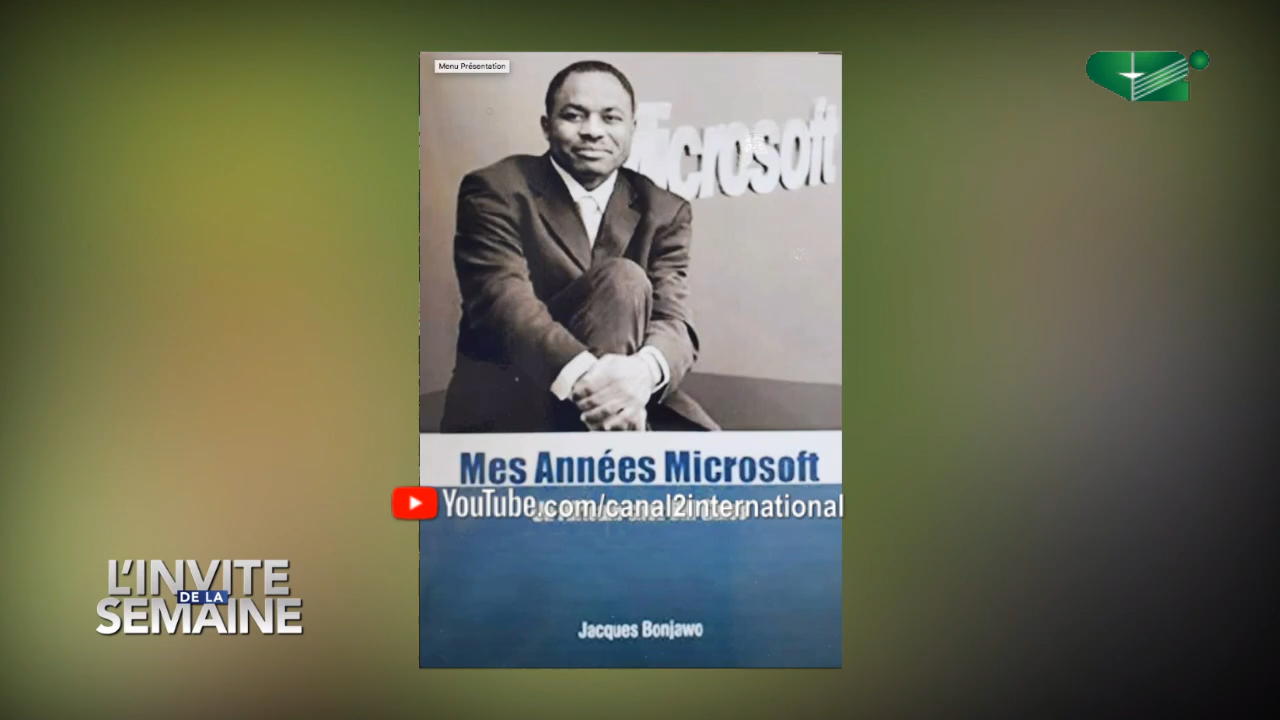 Menu Présentation
Microsoft
Mes Années Microsoft
YouTube.com/canal2international
L'INVITE
DE LA
SEMAINE
Jacques Bonjawo